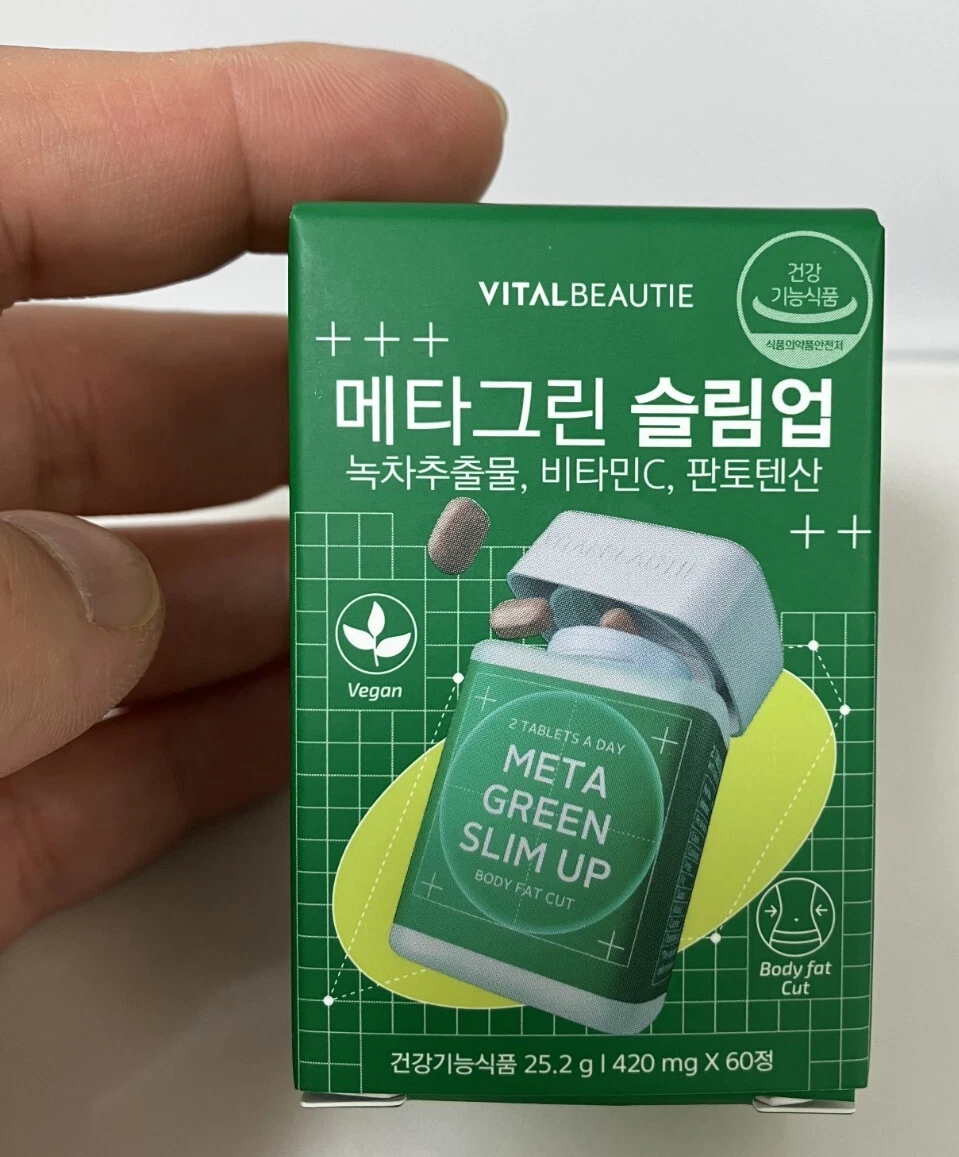 VITALBEAUTIE
건강
기능식품
식품의약품안전처
+ + +
메타그린 슬림업
녹차추출물, 비타민C, 판토텐산
+ +
VITALBEAUTIE
Vegan
2 TABLETS A DAY
META
GREEN
SLIM UP
BODY FAT CUT
Body fat
Cut
건강기능식품 25.2 g l 420 mg X 60정